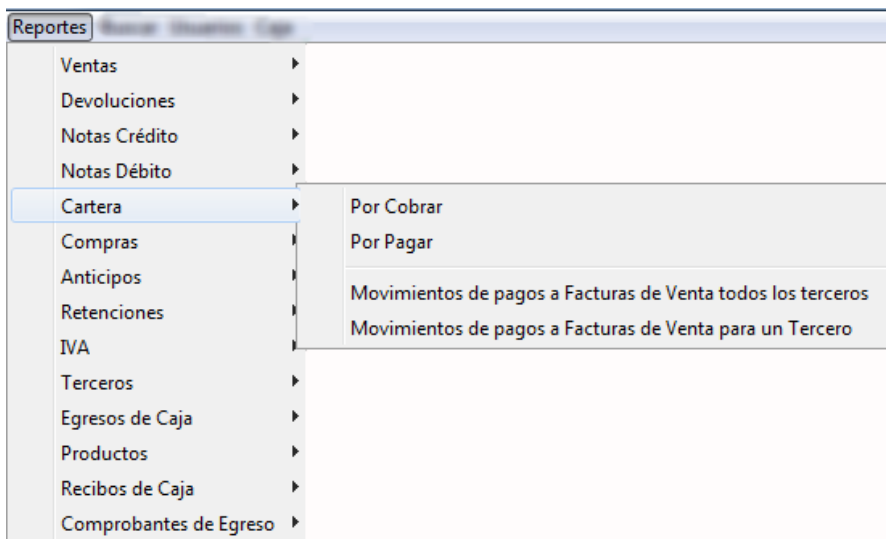 Reportes
Ventas
Devoluciones
Notas Crédito
Notas Débito
Cartera
Compras
Anticipos
Retenciones
IVA
Terceros
Egresos de Caja
Productos
Recibos de Caja
Comprobantes de Egreso
Por Cobrar
Por Pagar
Movimientos de pagos a Facturas de Venta todos los terceros
Movimientos de pagos a Facturas de Venta para un Tercero